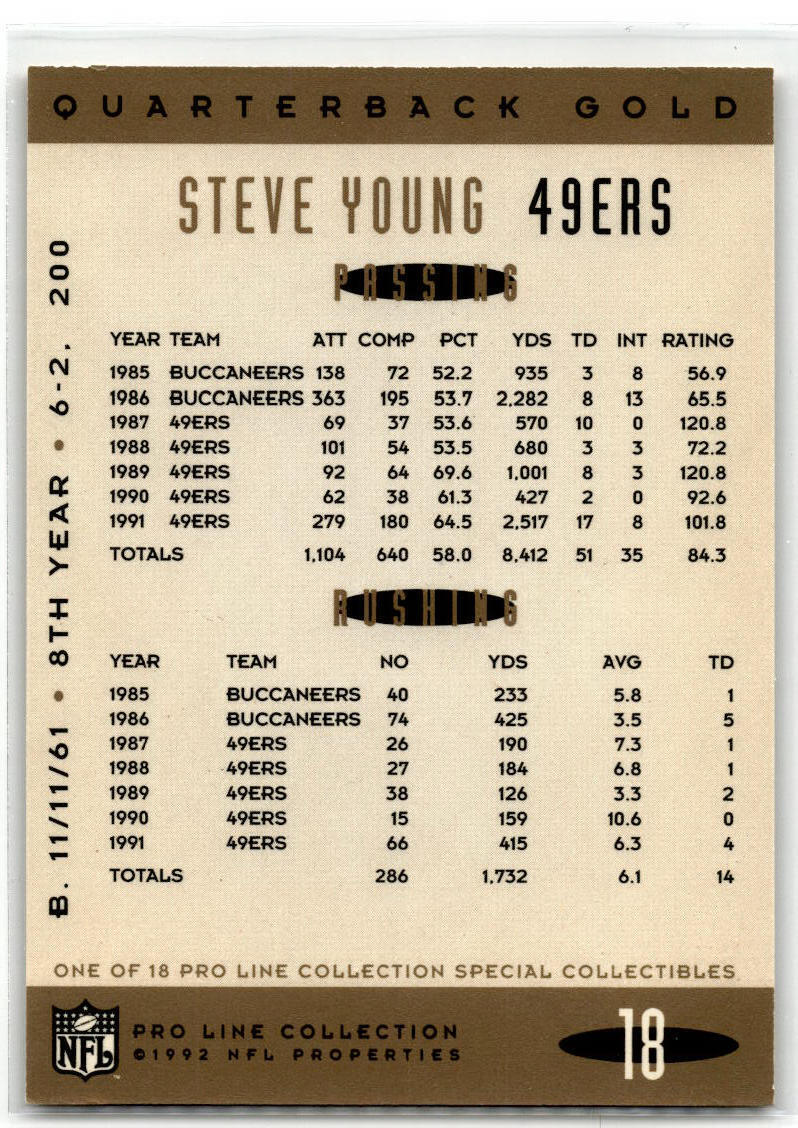 QUARTERBACK GOLD
STEVE YOUNG 49ERS
PASSING
YEAR TEAM ATT COMP PCT YDS TD INT RATING
1985 BUCCANEERS 138 72 52.2 935 3 8 56.9
1986 BUCCANEERS 363 195 53.7 2,282 8 13 65.5
1987 49ERS 69 37 53.6 570 10 0 120.8
1988 49ERS 101 54 53.5 680 3 3 72.2
1989 49ERS 92 64 69.6 1,001 8 3 120.8
1990 49ERS 62 38 61.3 427 2 0 92.6
1991 49ERS 279 180 64.5 2,517 17 8 101.8
TOTALS 1,104 640 58.0 8,412 51 35 84.3
RUSHING
YEAR TEAM NO YDS AVG TD
1985 BUCCANEERS 40 233 5.8 1
1986 BUCCANEERS 74 425 3.5 5
1987 49ERS 26 190 7.3 1
1988 49ERS 27 184 6.8 1
1989 49ERS 38 126 3.3 2
1990 49ERS 15 159 10.6 0
1991 49ERS 66 415 6.3 4
TOTALS 286 1,732 6.1 14
B. 11/11/61 • 8TH YEAR • 6-2, 200
ONE OF 18 PRO LINE COLLECTION SPECIAL COLLECTIBLES.
NFL
PRO LINE COLLECTION
©1992 NFL PROPERTIES
18